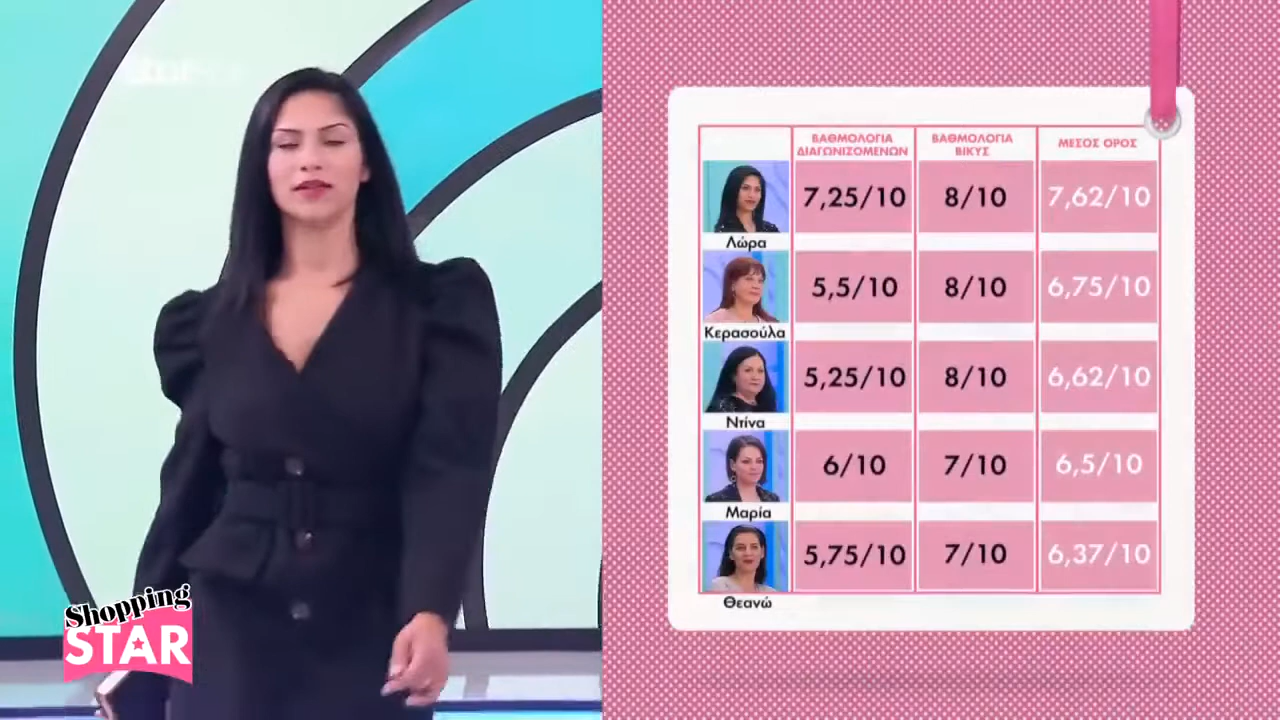 ΒΑΘΜΟΛΟΓΙΑ ΔΙΑΓΩΝΙΖΟΜΕΝΩΝ
ΒΑΘΜΟΛΟΓΙΑ ΒΙΚΥΣ
ΜΕΣΟΣ ΟΡΟΣ
7,25/10 8/10 7,62/10
Λώρα
5,5/10 8/10 6,75/10
Κερασούλα
5,25/10 8/10 6,62/10
Ντίνα
6/10 7/10 6,5/10
Μαρία
5,75/10 7/10 6,37/10
Θεανώ
Shopping
STAR